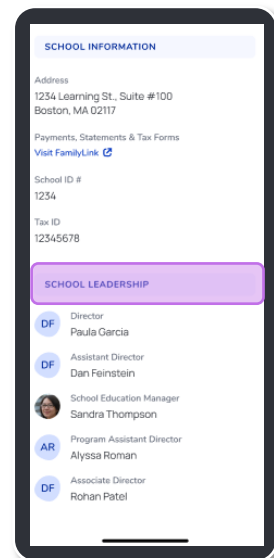 SCHOOL INFORMATION
Address
1234 Learning St., Suite #100
Boston, MA 02117
Payments, Statements & Tax Forms
Visit FamilyLink
School ID #
1234
Tax ID
12345678
SCHOOL LEADERSHIP
DF
Director
Paula Garcia
DF
Assistant Director
Dan Feinstein
School Education Manager
Sandra Thompson
AR
Program Assistant Director
Alyssa Roman
DF
Associate Director
Rohan Patel